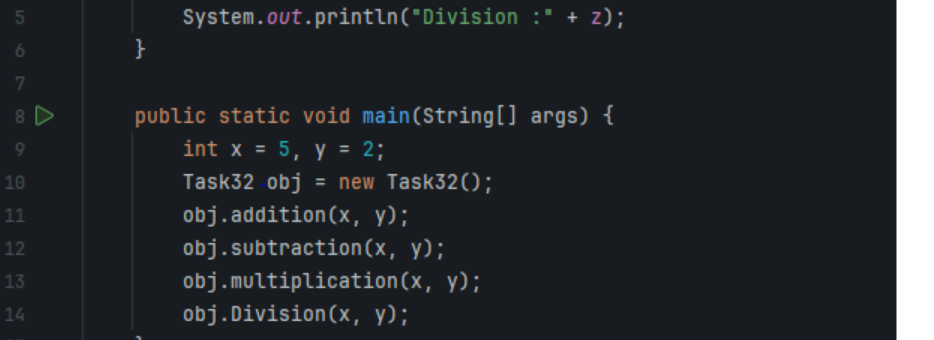 5 System.out.println("Division :" + z);
6 }
7
8 public static void main(String[] args) {
9 int x = 5, y = 2;
10 Task32 obj = new Task32();
11 obj.addition(x, y);
12 obj.subtraction(x, y);
13 obj.multiplication(x, y);
14 obj.Division(x, y);